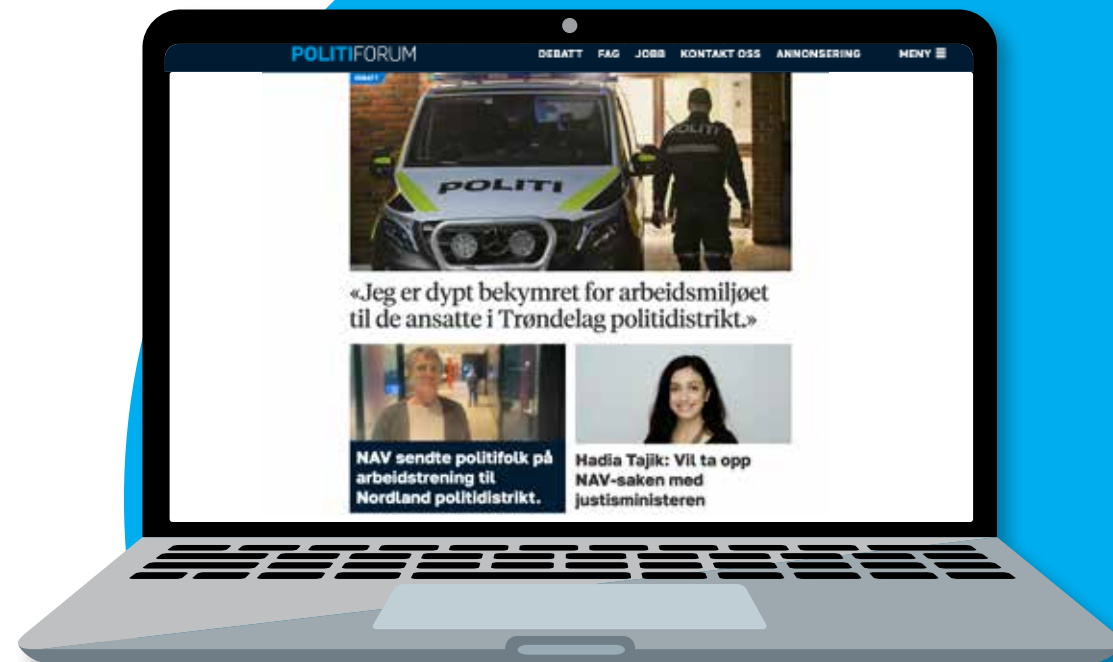 POLITIFORUM
DEBATT FAG JOBB KONTAKT OSS ANNONSERING MENY
DEBATT
POLITI
POLITI
«Jeg er dypt bekymret for arbeidsmiljøet
til de ansatte i Trøndelag politidistrikt.»
NAV sendte politifolk på
arbeidstrening til
Nordland politidistrikt.
Hadia Tajik: Vil ta opp
NAV-saken med
justisministeren